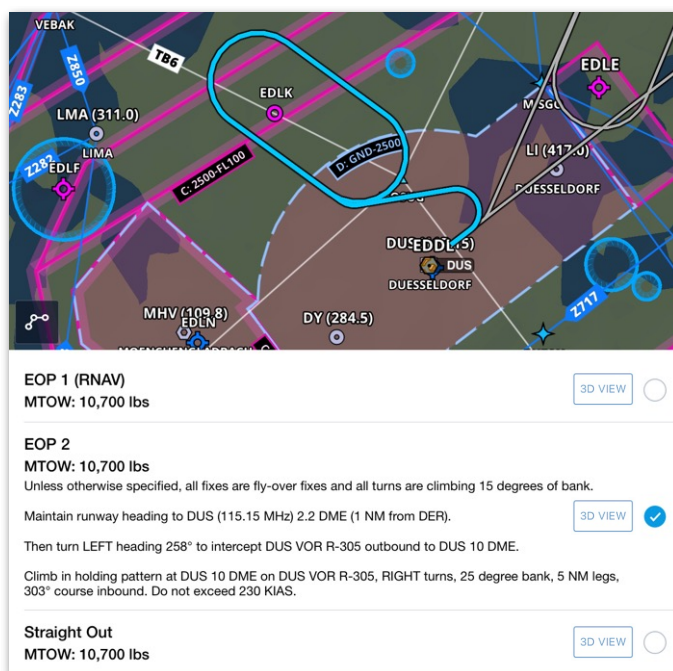 VEBAK
TB6
Z850
Z283
EDLK
EDLE
LMA (311.0)
LIMA
Z282
EDLF
C: 2500-FL100
D: GND-2500
LI (417.0)
DUESSELDORF
EDDL
DUS
DUESSELDORF
MHV (109.8)
EDLN
DY (284.5)
Z717
EOP 1 (RNAV)
MTOW: 10,700 lbs
3D VIEW
EOP 2
MTOW: 10,700 lbs
Unless otherwise specified, all fixes are fly-over fixes and all turns are climbing 15 degrees of bank.
Maintain runway heading to DUS (115.15 MHz) 2.2 DME (1 NM from DER).
3D VIEW
Then turn LEFT heading 258° to intercept DUS VOR R-305 outbound to DUS 10 DME.
Climb in holding pattern at DUS 10 DME on DUS VOR R-305, RIGHT turns, 25 degree bank, 5 NM legs,
303° course inbound. Do not exceed 230 KIAS.
Straight Out
MTOW: 10,700 lbs
3D VIEW